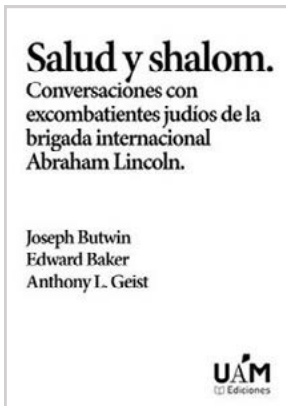 Salud y shalom.
Conversaciones con
excombatientes judíos de la
brigada internacional
Abraham Lincoln.
Joseph Butwin
Edward Baker
Anthony L. Geist
UAM
Ediciones